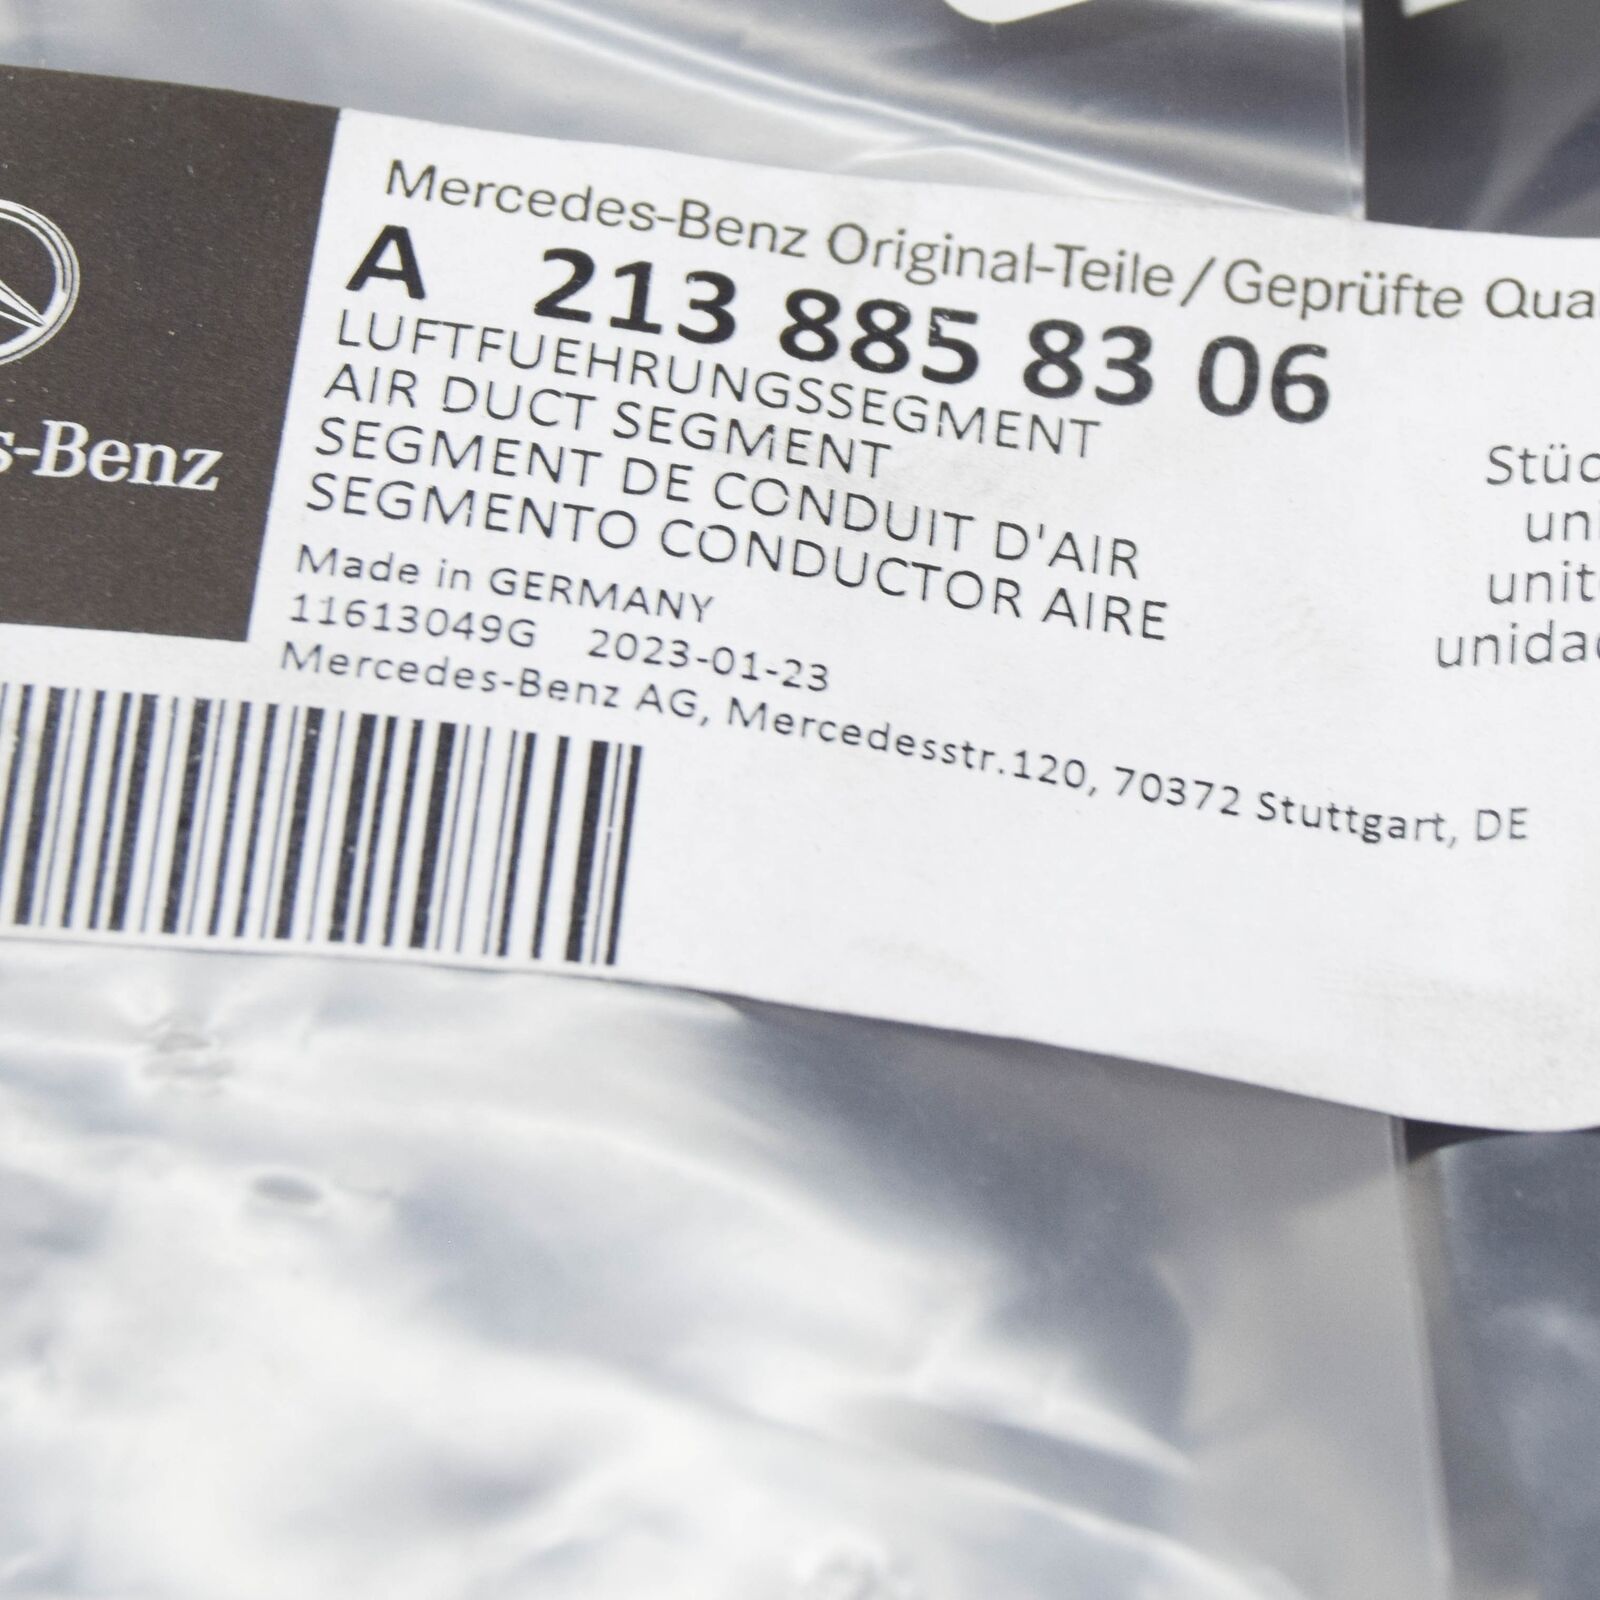 Mercedes-Benz Original-Teile / Geprüfte Qua
A 213 885 83 06
LUFTFUEHRUNGSSEGMENT
AIR DUCT SEGMENT
SEGMENT DE CONDUIT D'AIR
SEGMENTO CONDUCTOR AIRE
Made in GERMANY
11613049G 2023-01-23
Mercedes-Benz AG, Mercedesstr.120, 70372 Stuttgart, DE
Stüc
uni
unit
unidad
s-Benz